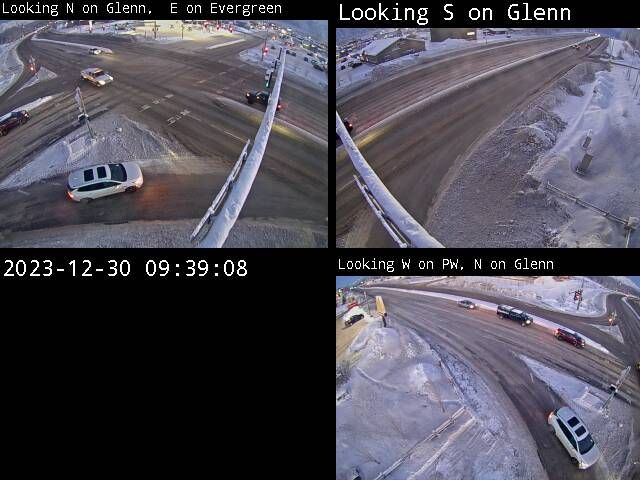 Looking N on Glenn,  E on Evergreen
Looking S on Glenn
2023-12-30 09:39:08
Looking W on PW, N on Glenn